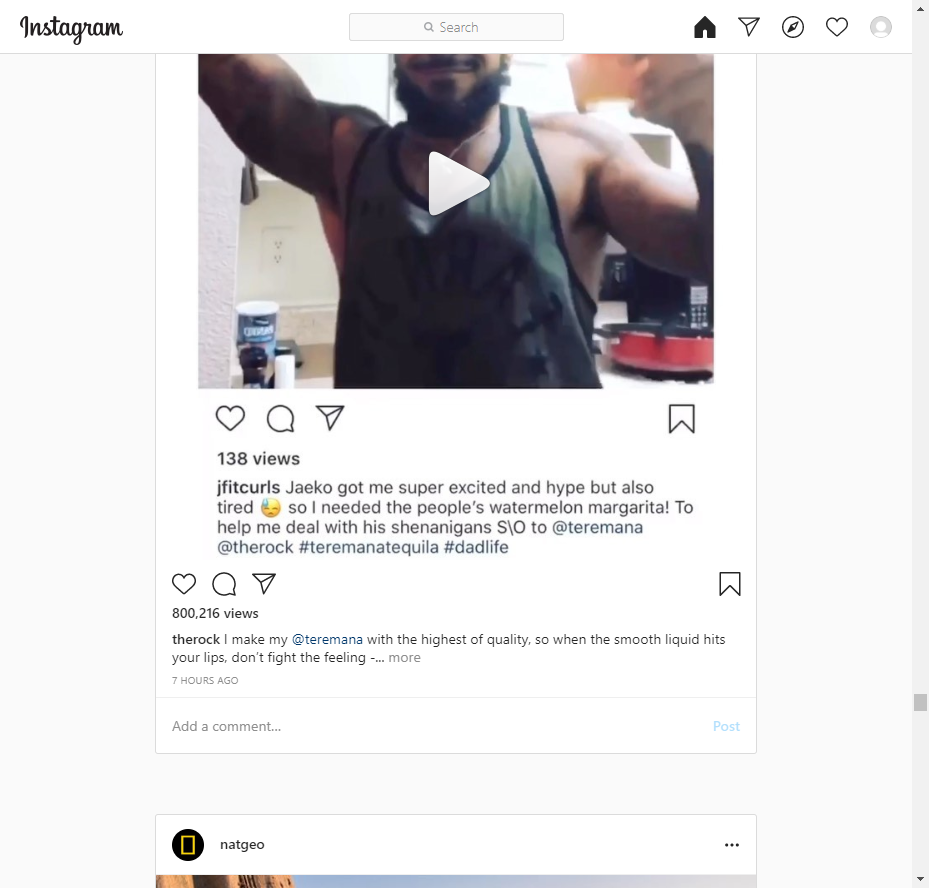 Instagram
Search
138 views
jfitcurls Jaeko got me super excited and hype but also
tired 😓 so I needed the people's watermelon margarita! To
help me deal with his shenanigans S\O to @teremana
@therock #teremanatequila #dadlife
800,216 views
therock I make my @teremana with the highest of quality, so when the smooth liquid hits
your lips, don't fight the feeling -... more
7 HOURS AGO
Add a comment...
Post
natgeo